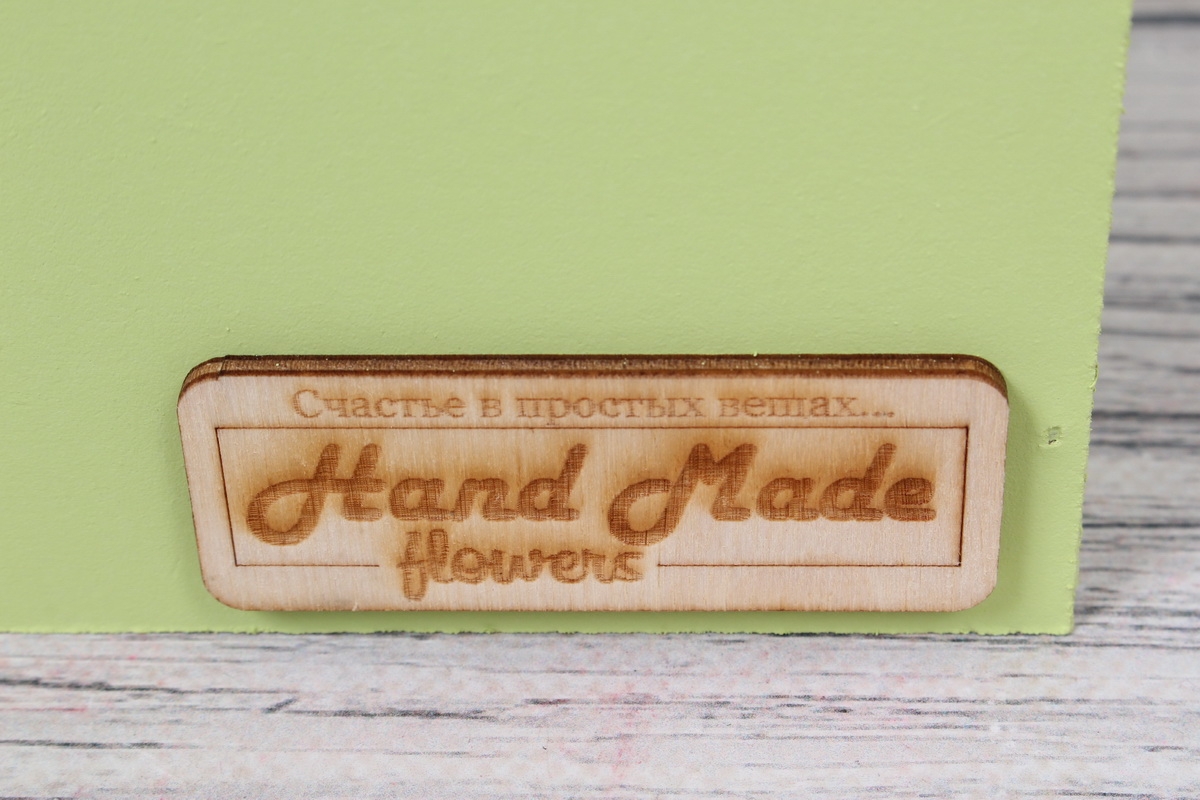 Счастье в простых вещах...
Hand Made
flowers